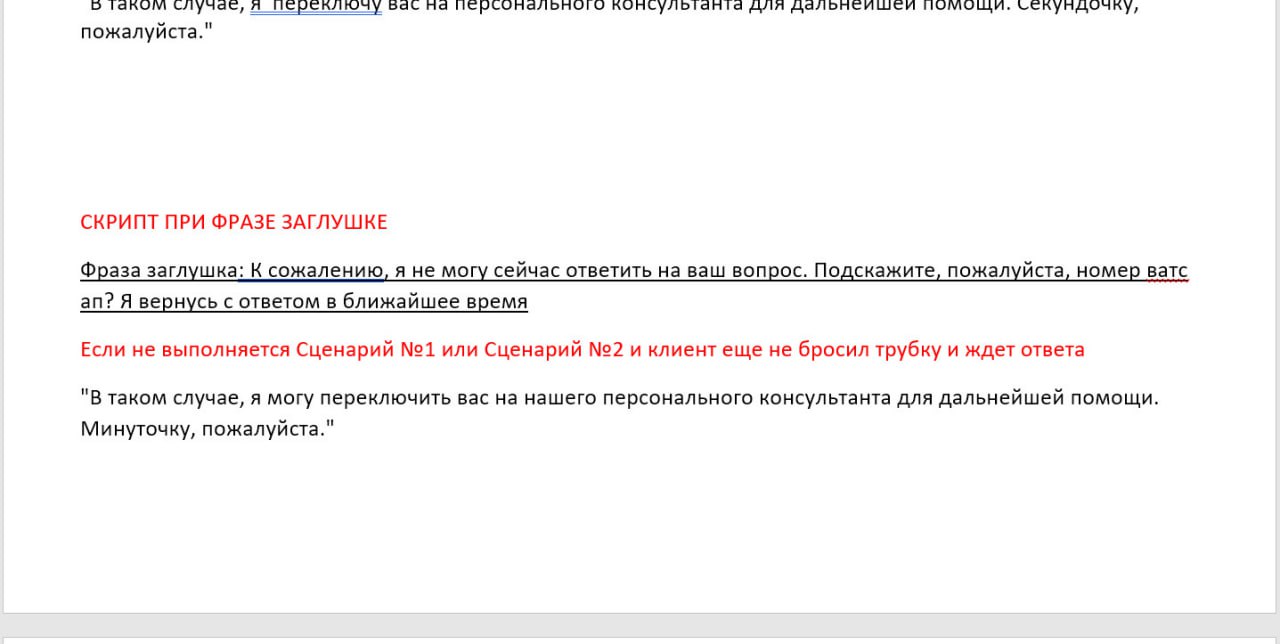 "В таком случае, я  переключу вас на персонального консультанта для дальнейшей помощи. Секундочку,
пожалуйста."
СКРИПТ ПРИ ФРАЗЕ ЗАГЛУШКЕ
Фраза заглушка: К сожалению, я не могу сейчас ответить на ваш вопрос. Подскажите, пожалуйста, номер ватс
ап? Я вернусь с ответом в ближайшее время
Если не выполняется Сценарий №1 или Сценарий №2 и клиент еще не бросил трубку и ждет ответа
"В таком случае, я могу переключить вас на нашего персонального консультанта для дальнейшей помощи.
Минуточку, пожалуйста."